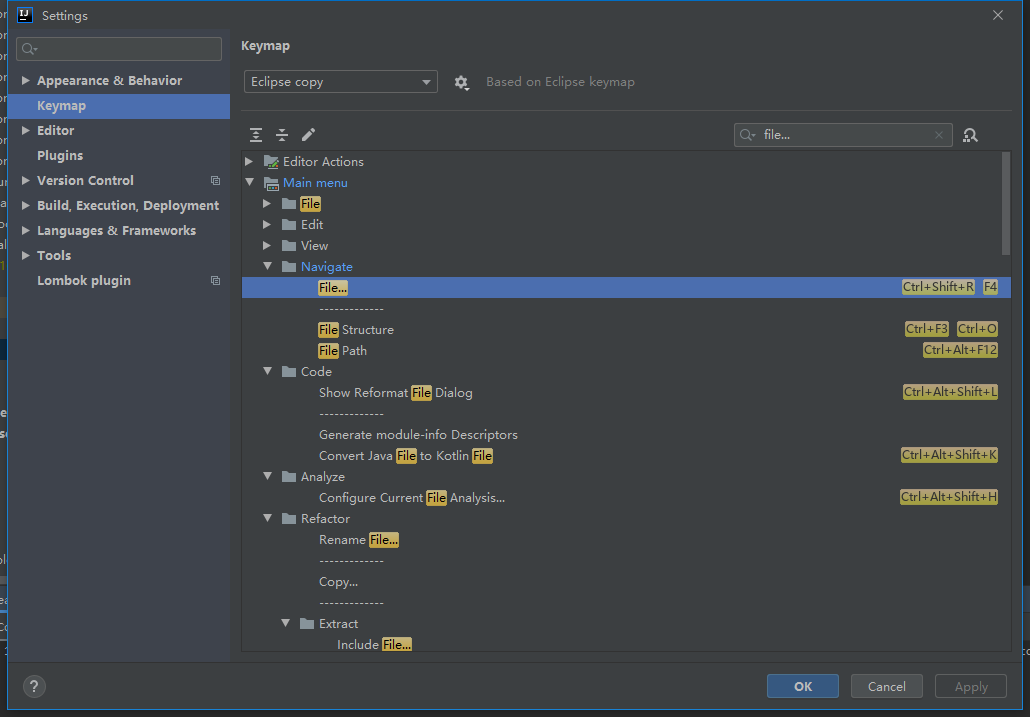 IJ Settings
Keymap
Eclipse copy Based on Eclipse keymap
Appearance & Behavior
Keymap
Editor
Plugins
Version Control
Build, Execution, Deployment
Languages & Frameworks
Tools
Lombok plugin
file...
Editor Actions
Main menu
File
Edit
View
Navigate
File... Ctrl+Shift+R F4
-------------
File Structure Ctrl+F3 Ctrl+O
File Path Ctrl+Alt+F12
Code
Show Reformat File Dialog Ctrl+Alt+Shift+L
-------------
Generate module-info Descriptors
Convert Java File to Kotlin File Ctrl+Alt+Shift+K
Analyze
Configure Current File Analysis... Ctrl+Alt+Shift+H
Refactor
Rename File...
-------------
Copy...
-------------
Extract
Include File...
? OK Cancel Apply